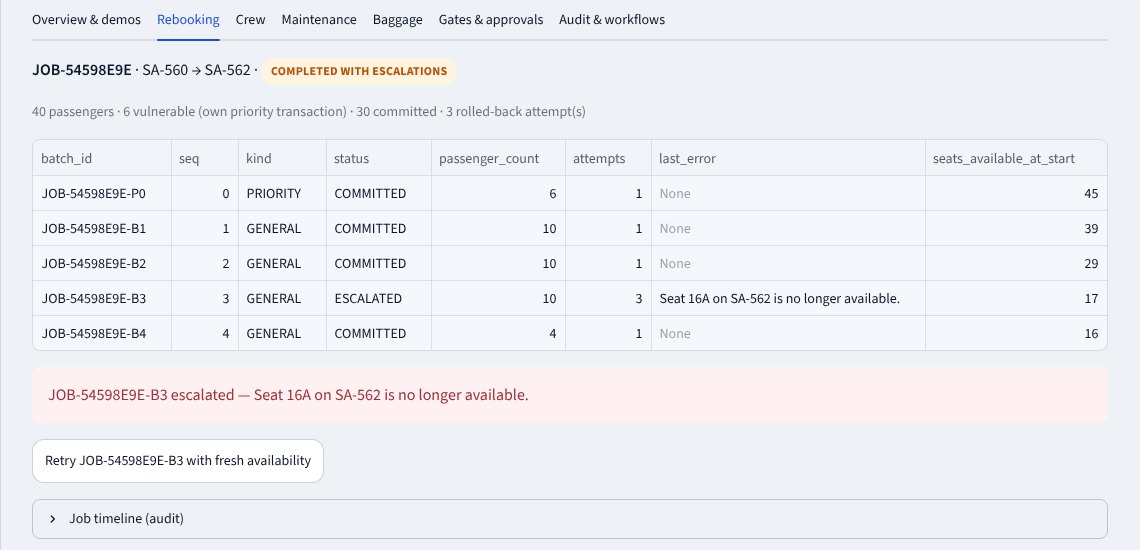 Overview & demos Rebooking Crew Maintenance Baggage Gates & approvals Audit & workflows
JOB-54598E9E · SA-560 → SA-562 · COMPLETED WITH ESCALATIONS
40 passengers · 6 vulnerable (own priority transaction) · 30 committed · 3 rolled-back attempt(s)
batch_id seq kind status passenger_count attempts last_error seats_available_at_start
JOB-54598E9E-P0 0 PRIORITY COMMITTED 6 1 None 45
JOB-54598E9E-B1 1 GENERAL COMMITTED 10 1 None 39
JOB-54598E9E-B2 2 GENERAL COMMITTED 10 1 None 29
JOB-54598E9E-B3 3 GENERAL ESCALATED 10 3 Seat 16A on SA-562 is no longer available. 17
JOB-54598E9E-B4 4 GENERAL COMMITTED 4 1 None 16
JOB-54598E9E-B3 escalated — Seat 16A on SA-562 is no longer available.
Retry JOB-54598E9E-B3 with fresh availability
Job timeline (audit)